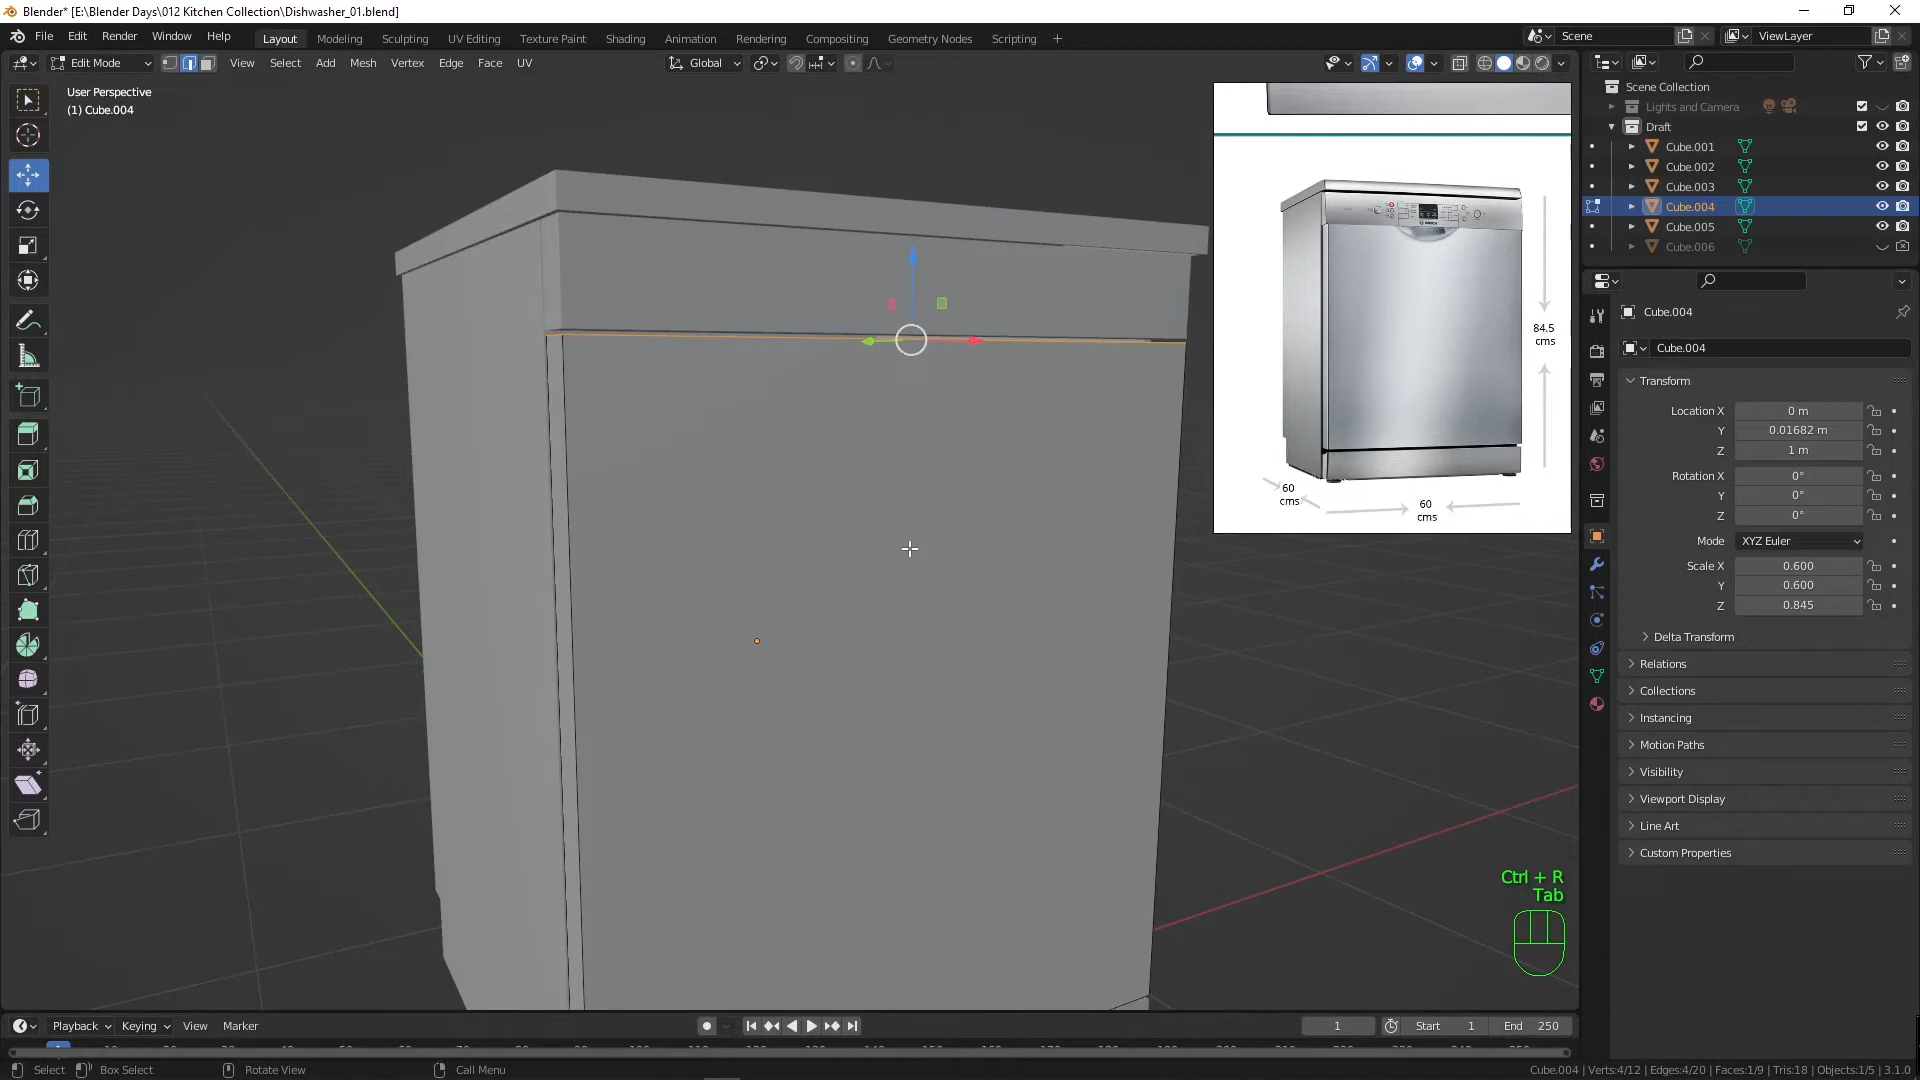 Blender* [E:\Blender Days\012 Kitchen Collection\Dishwasher_01.blend]
File Edit Render Window Help Layout Modeling Sculpting UV Editing Texture Paint Shading Animation Rendering Compositing Geometry Nodes Scripting + Scene ViewLayer
Edit Mode View Select Add Mesh Vertex Edge Face UV Global
User Perspective
(1) Cube.004
Scene Collection
Lights and Camera
Draft
Cube.001
Cube.002
Cube.003
Cube.004
Cube.005
Cube.006
84.5
cms
60
cms
60
cms
Cube.004
Cube.004
Transform
Location X 0 m
Y 0.01682 m
Z 1 m
Rotation X 0°
Y 0°
Z 0°
Mode XYZ Euler
Scale X 0.600
Y 0.600
Z 0.845
Delta Transform
Relations
Collections
Instancing
Motion Paths
Visibility
Viewport Display
Line Art
Custom Properties
Ctrl + R
Tab
Playback Keying View Marker 1 Start 1 End 250
Select Box Select Rotate View Call Menu Cube.004 | Verts:4/12 | Edges:4/20 | Faces:1/9 | Tris:18 | Objects:1/5 | 3.1.0